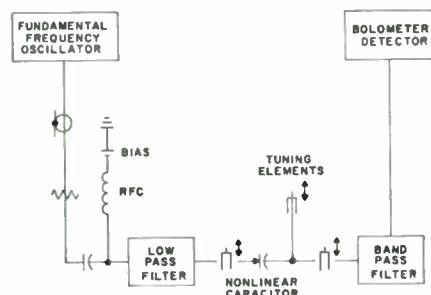 FUNDAMENTAL
FREQUENCY
OSCILLATOR
BOLOMETER
DETECTOR
BIAS
RFC
TUNING
ELEMENTS
LOW
PASS
FILTER
NONLINEAR
CAPACITOR
BAND
PASS
FILTER